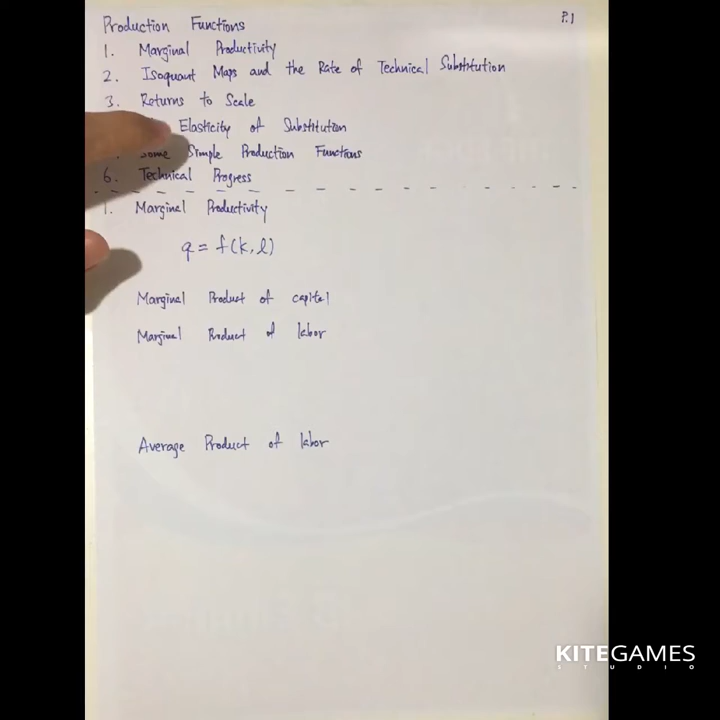 P.1
Production Functions
1. Marginal Productivity
2. Isoquant Maps and the Rate of Technical Substitution
3. Returns to Scale
Elasticity of Substitution
Some Simple Production Functions
6. Technical Progress
1. Marginal Productivity
q = f(k, l)
Marginal Product of capital
Marginal Product of labor
Average Product of labor
KITEGAMES
STUDIO